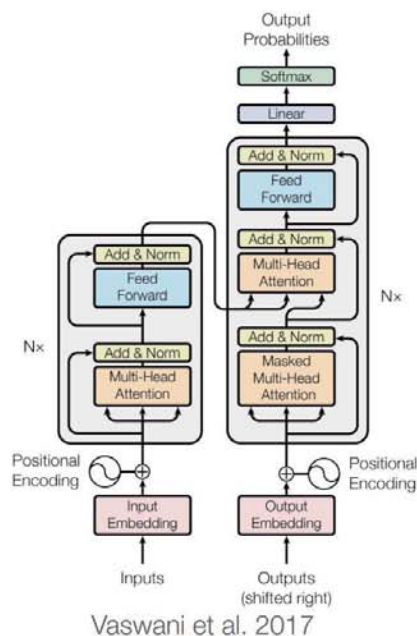 Output
Probabilities
Softmax
Linear
Add & Norm
Feed
Forward
Add & Norm
Multi-Head
Attention
Add & Norm
Masked
Multi-Head
Attention
Nx
Add & Norm
Feed
Forward
Add & Norm
Multi-Head
Attention
Nx
Positional
Encoding
Positional
Encoding
Input
Embedding
Output
Embedding
Inputs
Outputs
(shifted right)
Vaswani et al. 2017